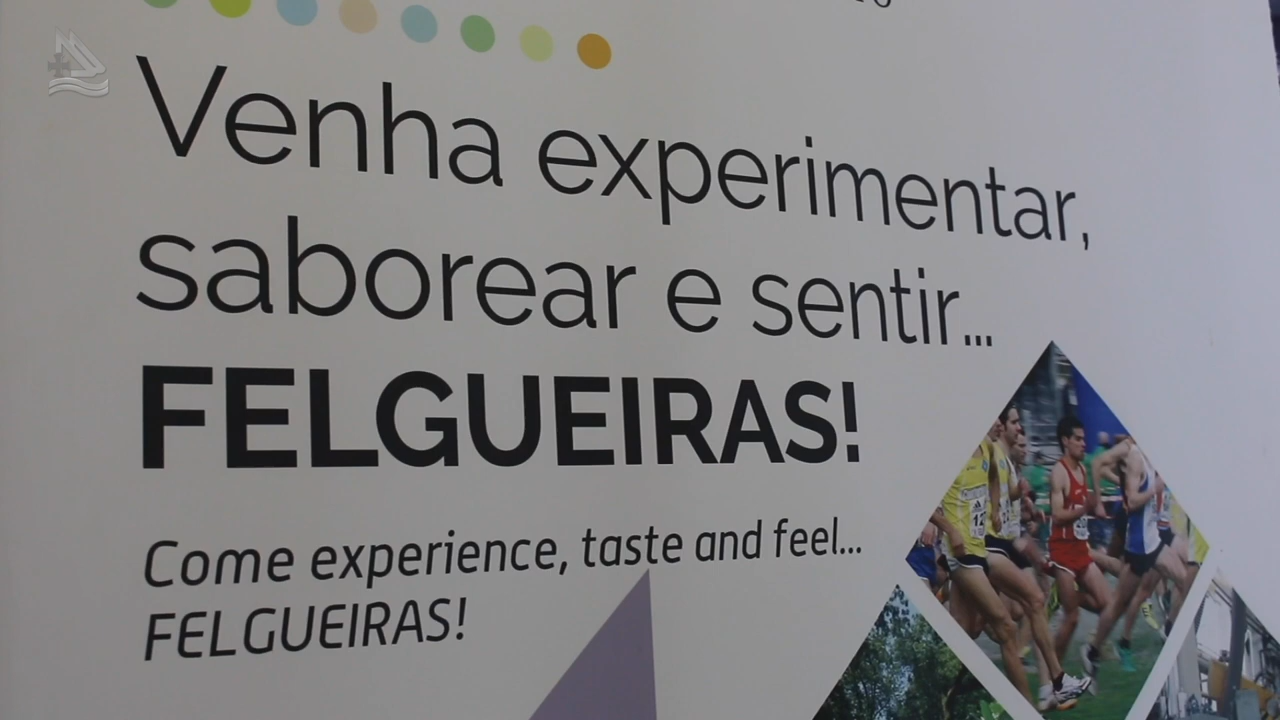 Venha experimentar,
saborear e sentir...
FELGUEIRAS!
Come experience, taste and feel...
FELGUEIRAS!